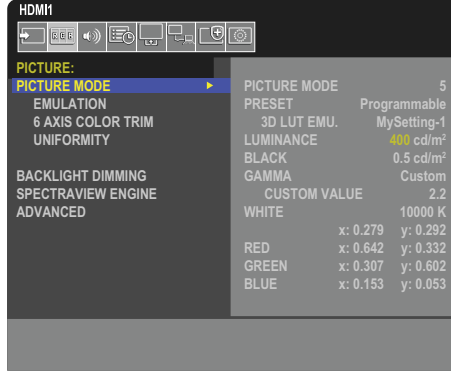 HDMI1
RGB
PICTURE:
PICTURE MODE
EMULATION
6 AXIS COLOR TRIM
UNIFORMITY
BACKLIGHT DIMMING
SPECTRAVIEW ENGINE
ADVANCED
PICTURE MODE 5
PRESET Programmable
3D LUT EMU. MySetting-1
LUMINANCE 400 cd/m²
BLACK 0.5 cd/m²
GAMMA Custom
CUSTOM VALUE 2.2
WHITE 10000 K
x: 0.279 y: 0.292
RED x: 0.642 y: 0.332
GREEN x: 0.307 y: 0.602
BLUE x: 0.153 y: 0.053